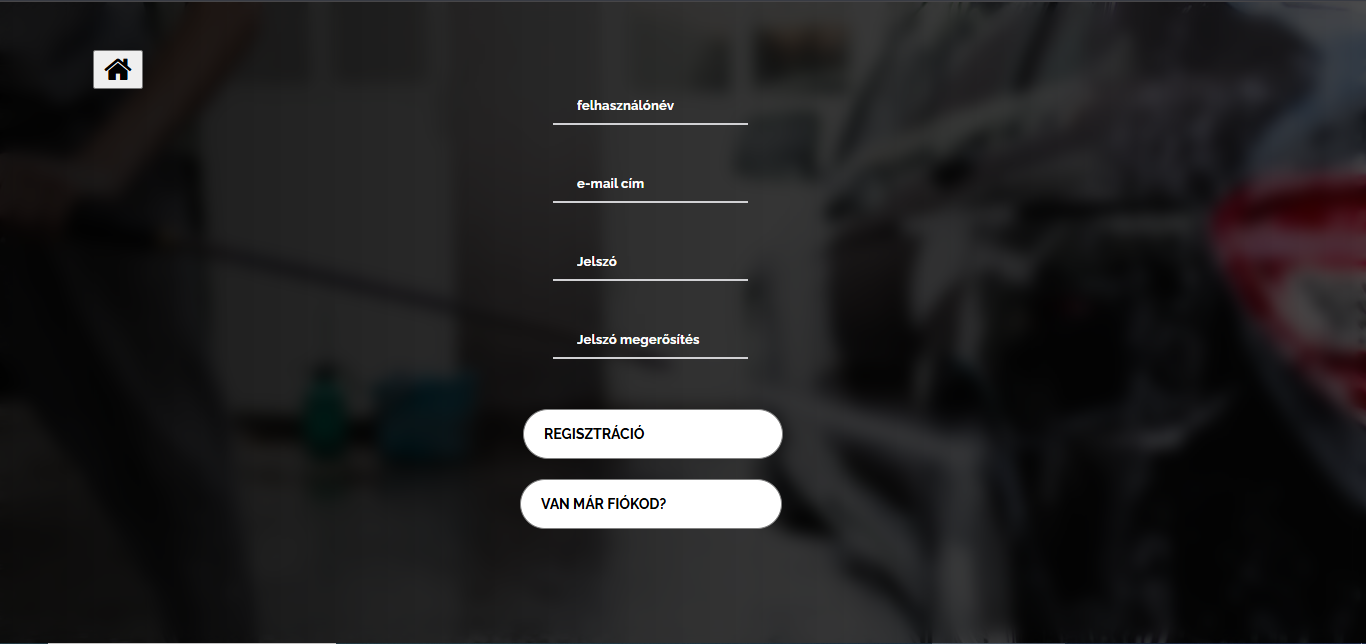 felhasználónév
e-mail cím
Jelszó
Jelszó megerősítés
REGISZTRÁCIÓ
VAN MÁR FIÓKOD?